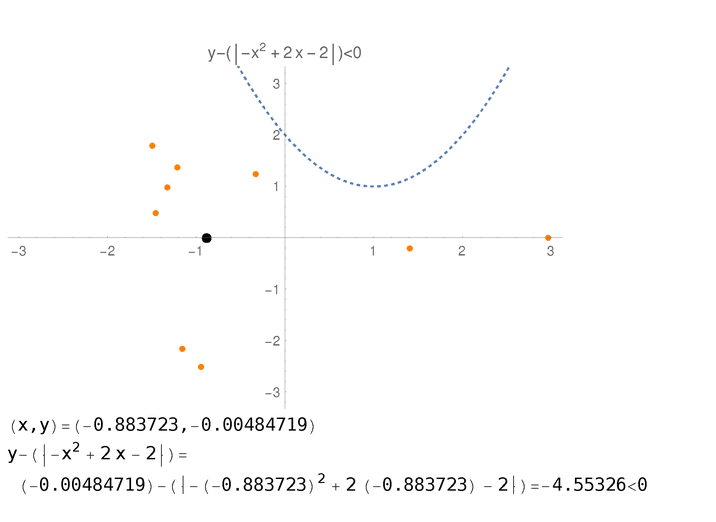 y-(|-x² + 2 x - 2|)<0
3
2
1
-3 -2 -1 1 2 3
-1
-2
-3
(x,y)=(-0.883723,-0.00484719)
y-(|-x² + 2 x - 2|)=
(-0.00484719)-(|-(-0.883723)² + 2 (-0.883723) - 2|)=-4.55326<0